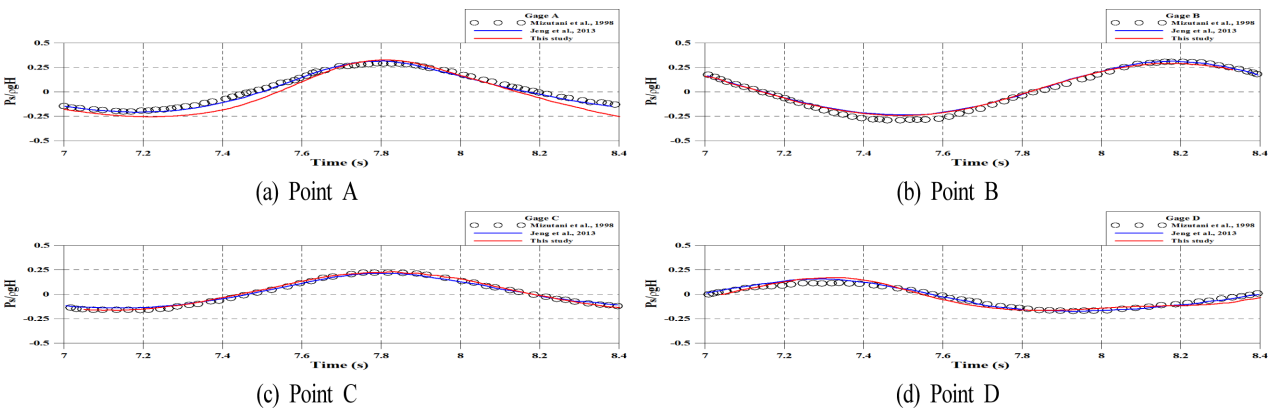 Gage A
Mizutani et al., 1998
Jeng et al., 2013
This study
0.5
0.25
0
-0.25
-0.5
Ps/gH
7 7.2 7.4 7.6 7.8 8 8.2 8.4
Time (s)
(a) Point A
Gage B
Mizutani et al., 1998
Jeng et al., 2013
This study
0.5
0.25
0
-0.25
-0.5
Ps/gH
7 7.2 7.4 7.6 7.8 8 8.2 8.4
Time (s)
(b) Point B
Gage C
Mizutani et al., 1998
Jeng et al., 2013
This study
0.5
0.25
0
-0.25
-0.5
Ps/gH
7 7.2 7.4 7.6 7.8 8 8.2 8.4
Time (s)
(c) Point C
Gage D
Mizutani et al., 1998
Jeng et al., 2013
This study
0.5
0.25
0
-0.25
-0.5
Ps/gH
7 7.2 7.4 7.6 7.8 8 8.2 8.4
Time (s)
(d) Point D